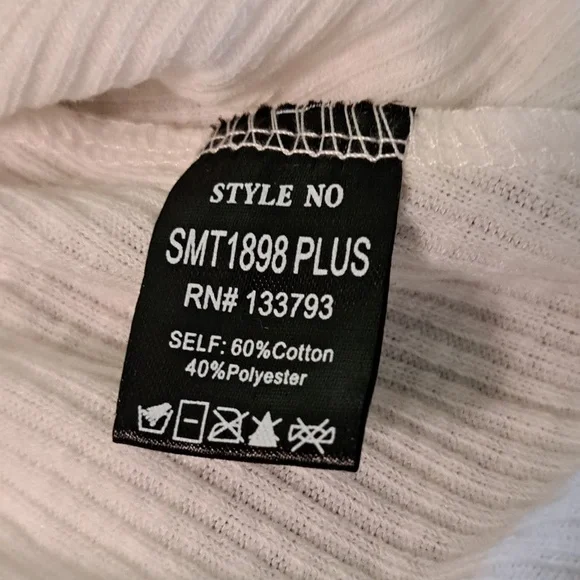 STYLE NO
SMT1898 PLUS
RN# 133793
SELF: 60%Cotton
40%Polyester